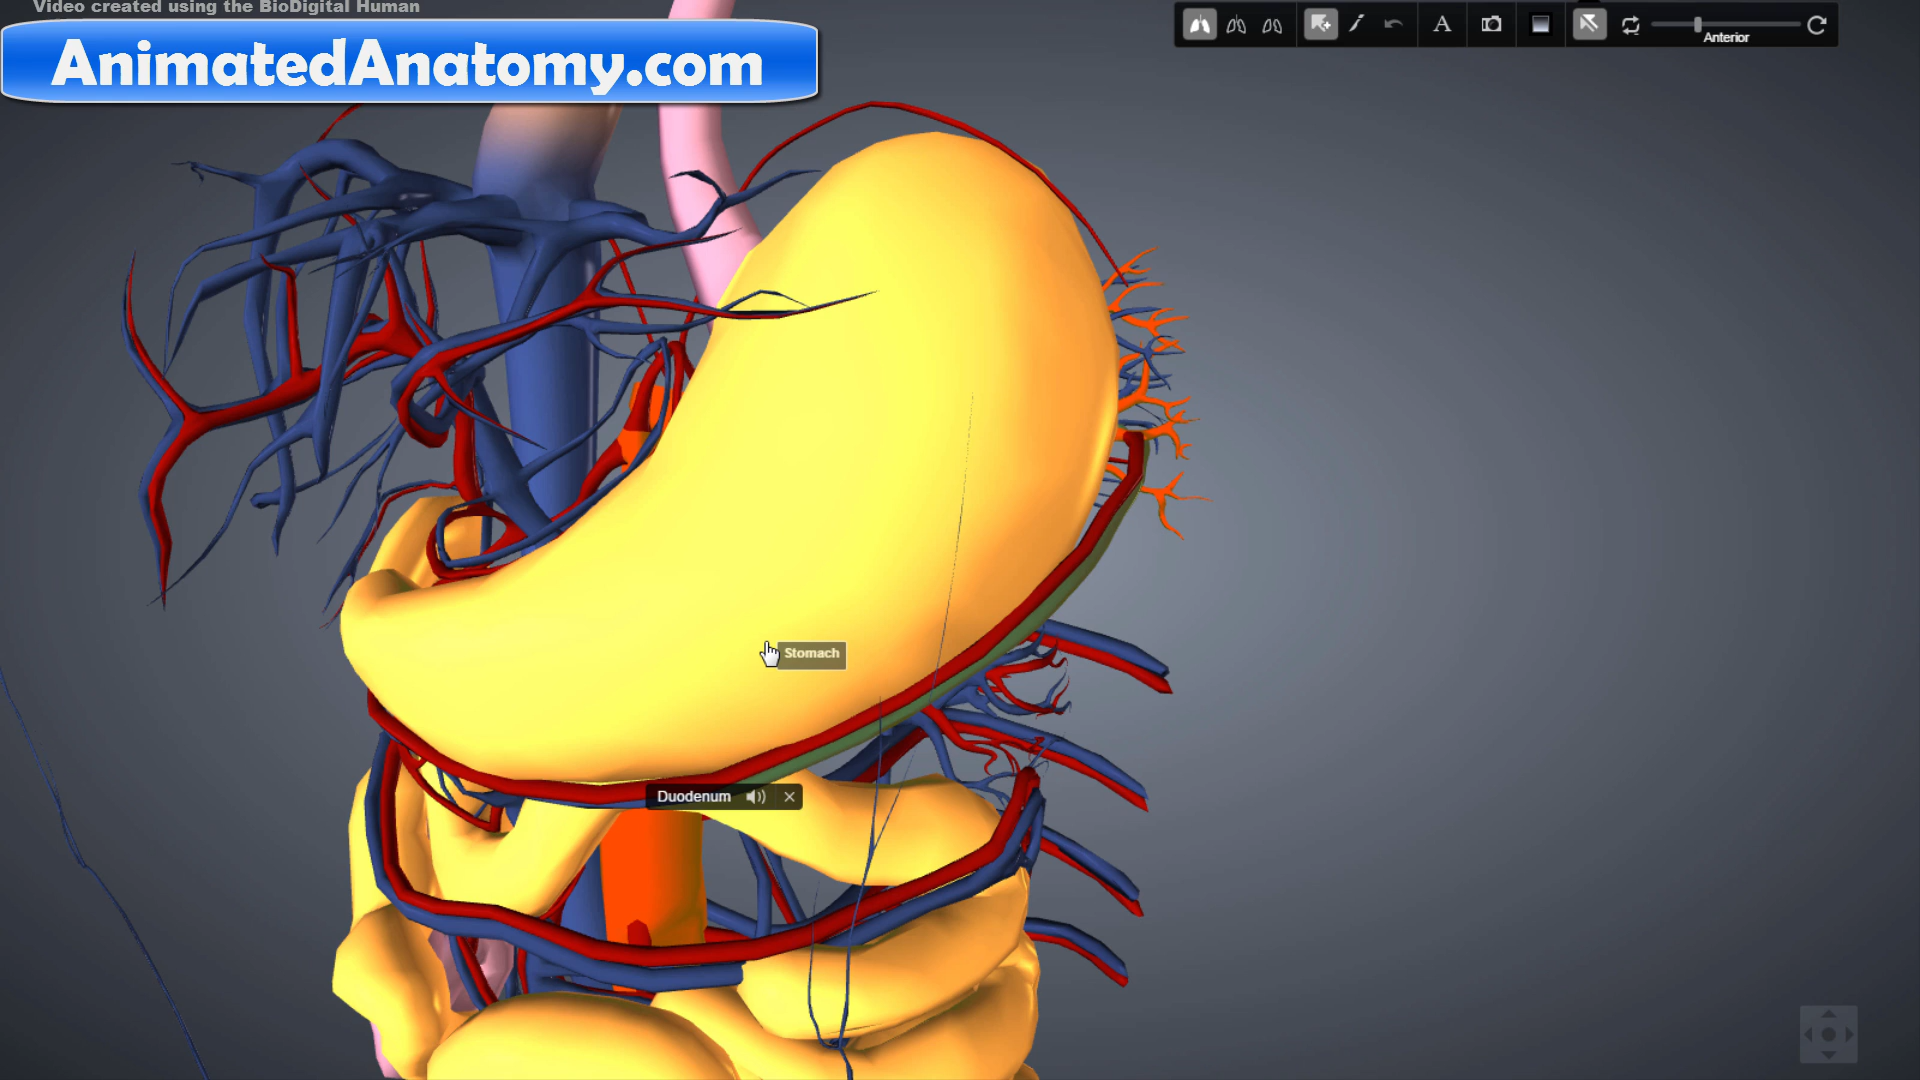 Video created using the BioDigital Human
AnimatedAnatomy.com
A
Anterior
Stomach
Duodenum